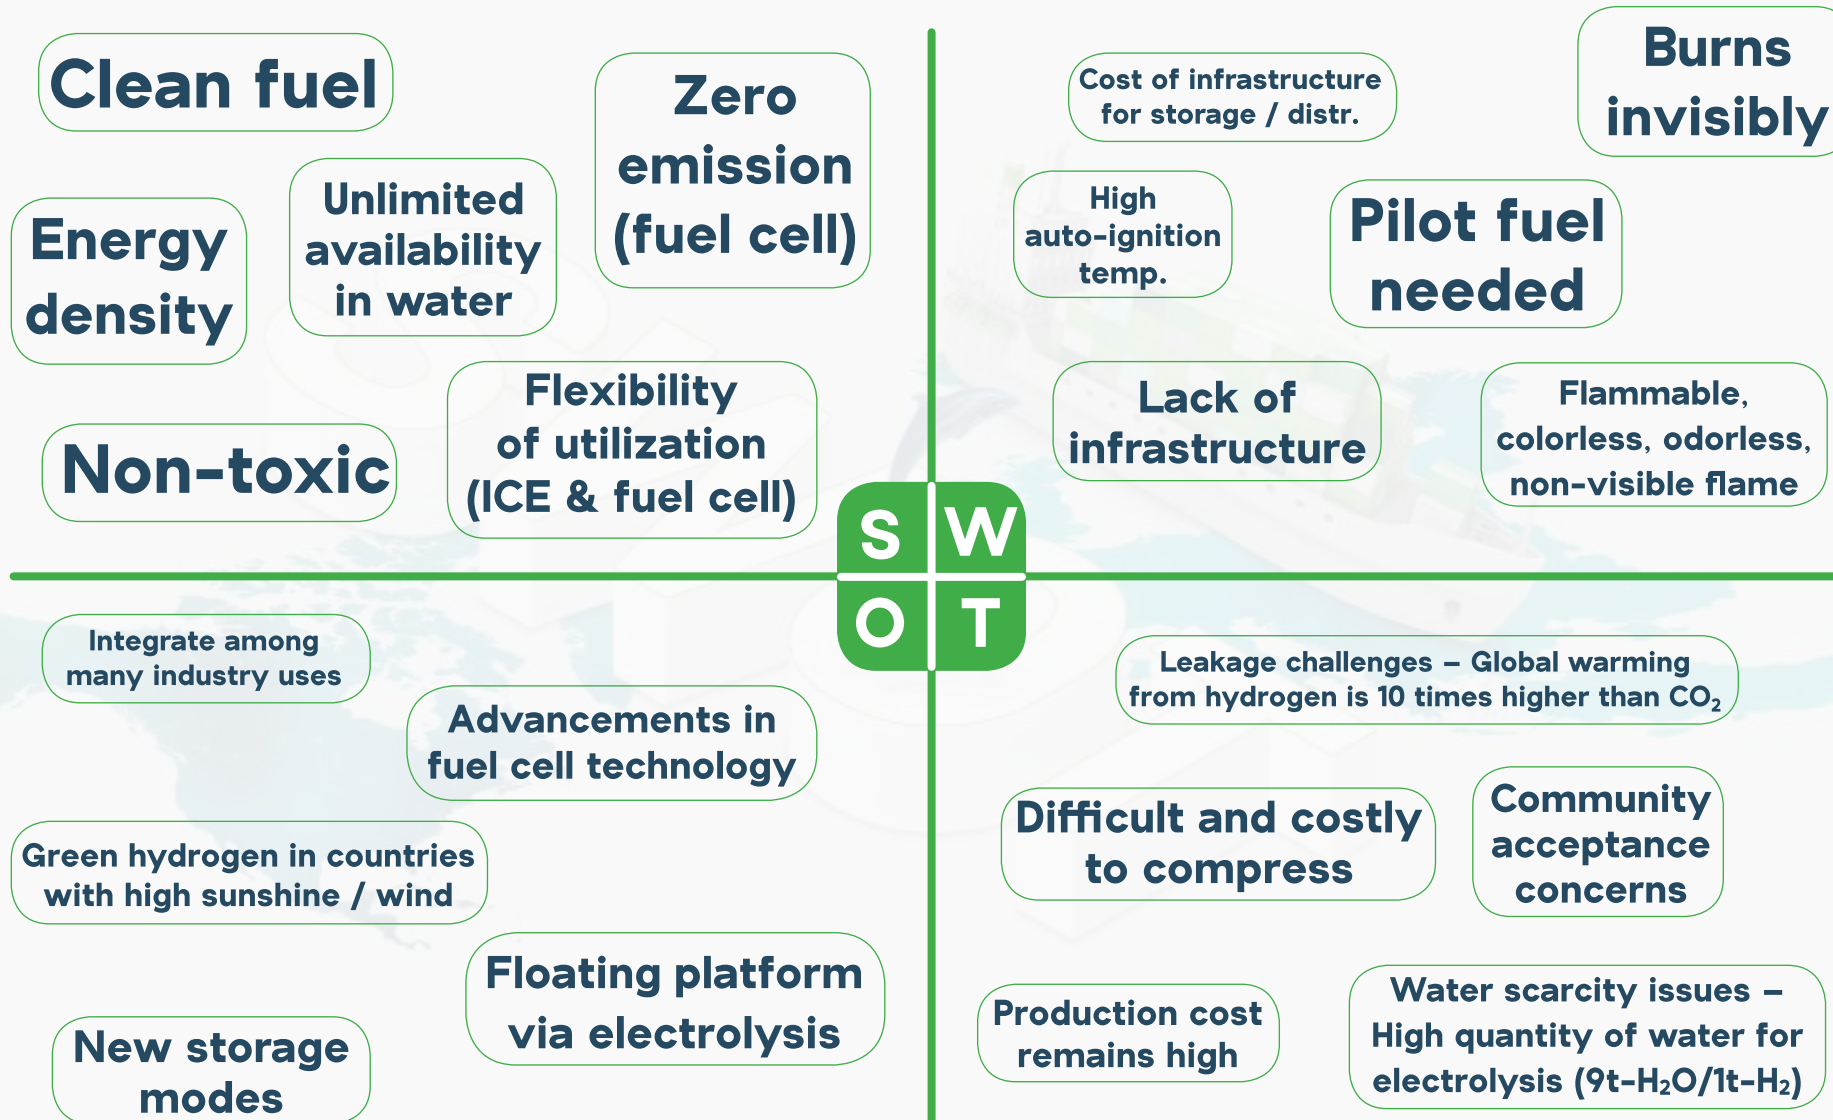 Clean fuel
Zero
emission
(fuel cell)
Unlimited
availability
in water
Energy
density
Flexibility
of utilization
(ICE & fuel cell)
Non-toxic
Burns
invisibly
Cost of infrastructure
for storage / distr.
High
auto-ignition
temp.
Pilot fuel
needed
Lack of
infrastructure
Flammable,
colorless, odorless,
non-visible flame
S W
O T
Integrate among
many industry uses
Advancements in
fuel cell technology
Green hydrogen in countries
with high sunshine / wind
Floating platform
via electrolysis
New storage
modes
Leakage challenges – Global warming
from hydrogen is 10 times higher than CO₂
Difficult and costly
to compress
Community
acceptance
concerns
Production cost
remains high
Water scarcity issues –
High quantity of water for
electrolysis (9t-H₂O/1t-H₂)